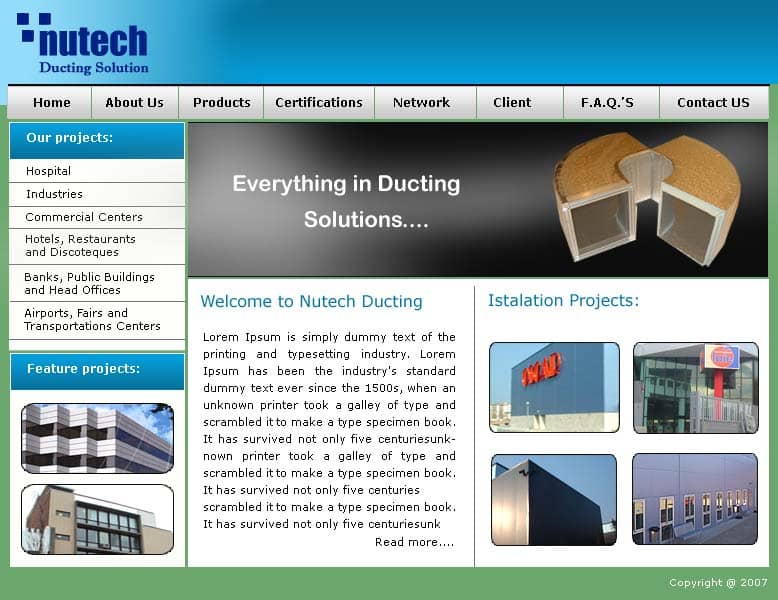 nutech
Ducting Solution
Home About Us Products Certifications Network Client F.A.Q.'S Contact US
Our projects:
Hospital
Industries
Commercial Centers
Hotels, Restaurants
and Discoteques
Banks, Public Buildings
and Head Offices
Airports, Fairs and
Transportations Centers
Feature projects:
Everything in Ducting
Solutions....
Welcome to Nutech Ducting
Lorem Ipsum is simply dummy text of the
printing and typesetting industry. Lorem
Ipsum has been the industry's standard
dummy text ever since the 1500s, when an
unknown printer took a galley of type and
scrambled it to make a type specimen book.
It has survived not only five centuriesunk-
nown printer took a galley of type and
scrambled it to make a type specimen book.
It has survived not only five centuries
scrambled it to make a type specimen book.
It has survived not only five centuriesunk
Read more....
Istalation Projects:
Copyright @ 2007